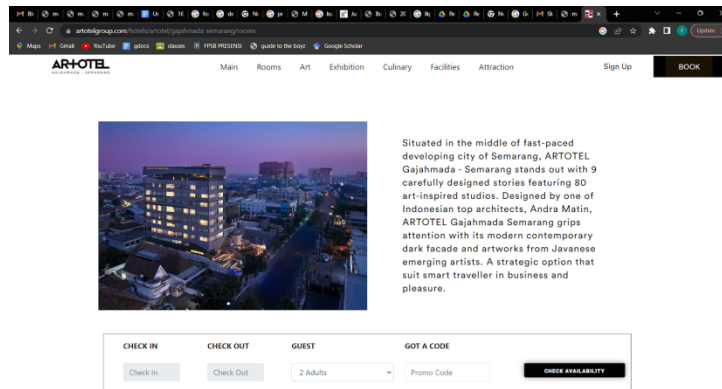 artotelgroup.com/hotels/artotel/gajahmada-semarang/rooms
Update
Maps
Gmail
YouTube
gdocs
classes
FPSB PRESENSI
guide to the boyz
Google Scholar
AR+OTEL
GAJAHMADA - SEMARANG
Main
Rooms
Art
Exhibition
Culinary
Facilities
Attraction
Sign Up
BOOK
Situated in the middle of fast-paced
developing city of Semarang, ARTOTEL
Gajahmada - Semarang stands out with 9
carefully designed stories featuring 80
art-inspired studios. Designed by one of
Indonesian top architects, Andra Matin,
ARTOTEL Gajahmada Semarang grips
attention with its modern contemporary
dark facade and artworks from Javanese
emerging artists. A strategic option that
suit smart traveller in business and
pleasure.
CHECK IN
CHECK OUT
GUEST
GOT A CODE
Check In
Check Out
2 Adults
Promo Code
CHECK AVAILABILITY